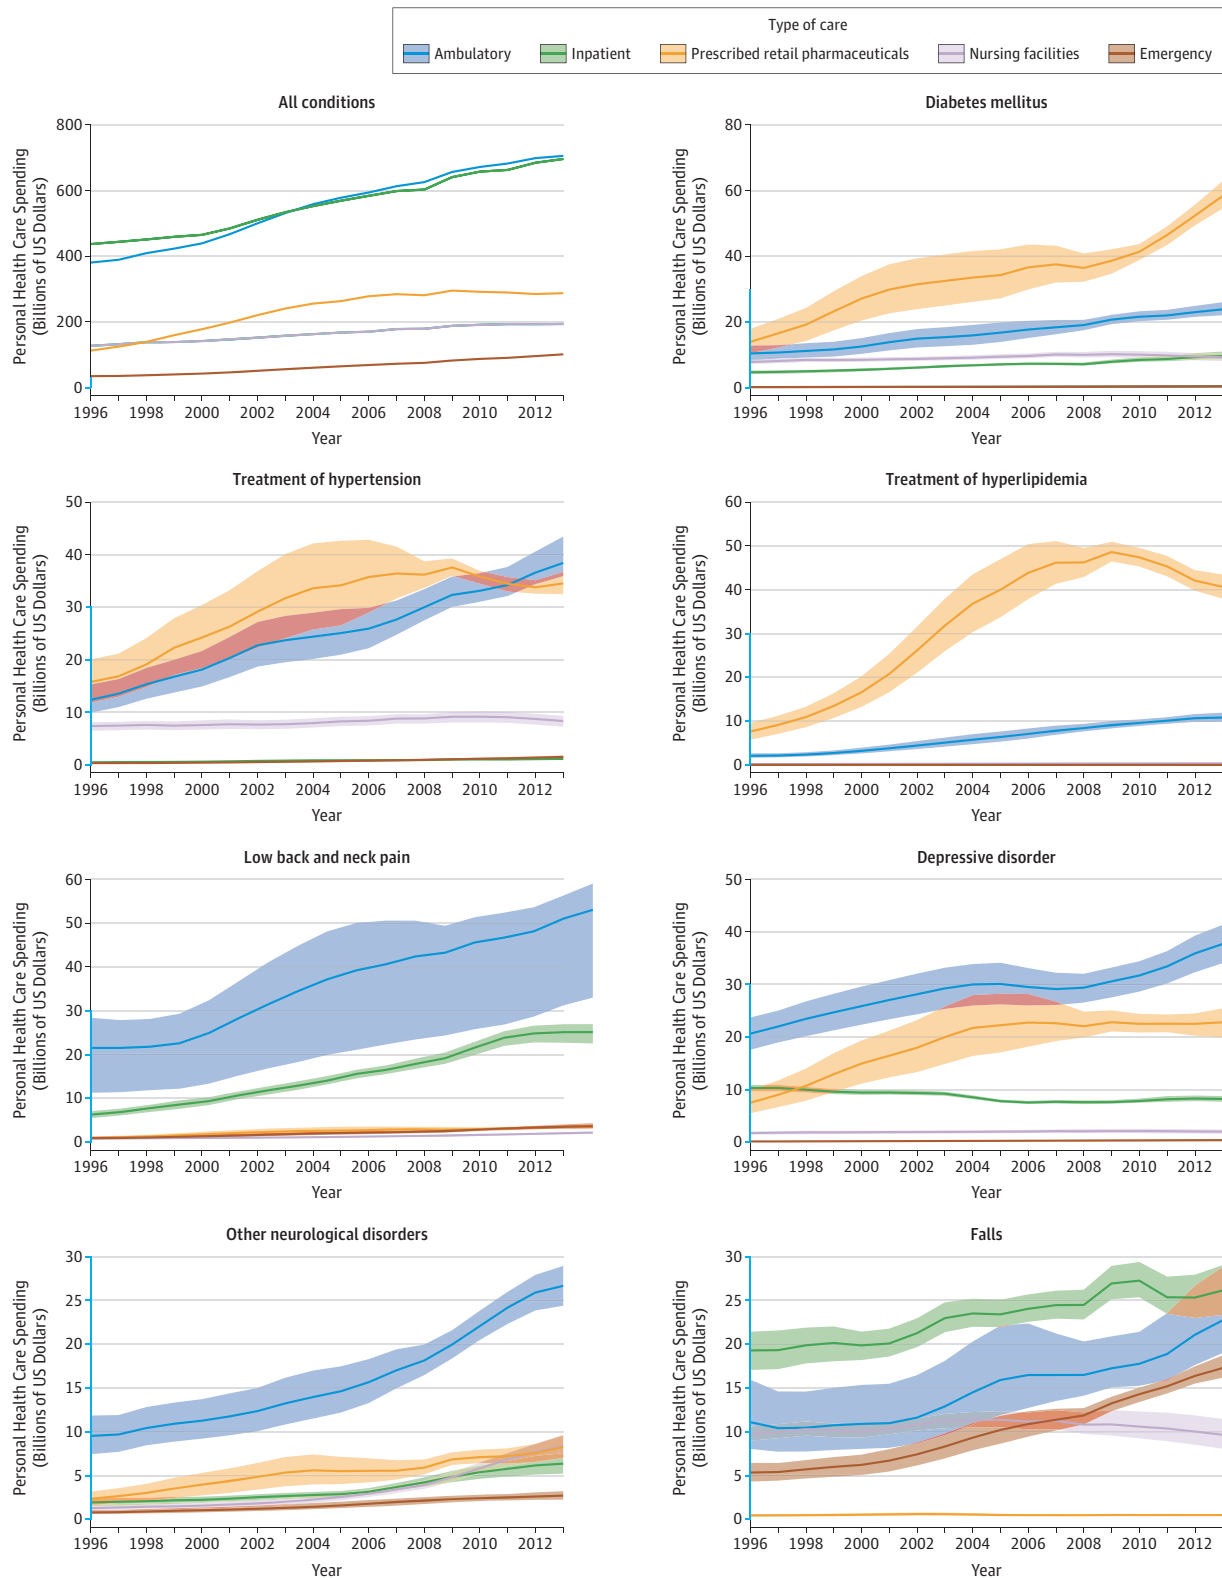 Type of care
Ambulatory Inpatient Prescribed retail pharmaceuticals Nursing facilities Emergency
All conditions
Personal Health Care Spending
(Billions of US Dollars)
800
600
400
200
0
1996 1998 2000 2002 2004 2006 2008 2010 2012
Year
Diabetes mellitus
Personal Health Care Spending
(Billions of US Dollars)
80
60
40
20
0
1996 1998 2000 2002 2004 2006 2008 2010 2012
Year
Treatment of hypertension
Personal Health Care Spending
(Billions of US Dollars)
50
40
30
20
10
0
1996 1998 2000 2002 2004 2006 2008 2010 2012
Year
Treatment of hyperlipidemia
Personal Health Care Spending
(Billions of US Dollars)
60
50
40
30
20
10
0
1996 1998 2000 2002 2004 2006 2008 2010 2012
Year
Low back and neck pain
Personal Health Care Spending
(Billions of US Dollars)
60
50
40
30
20
10
0
1996 1998 2000 2002 2004 2006 2008 2010 2012
Year
Depressive disorder
Personal Health Care Spending
(Billions of US Dollars)
50
40
30
20
10
0
1996 1998 2000 2002 2004 2006 2008 2010 2012
Year
Other neurological disorders
Personal Health Care Spending
(Billions of US Dollars)
30
25
20
15
10
5
0
1996 1998 2000 2002 2004 2006 2008 2010 2012
Year
Falls
Personal Health Care Spending
(Billions of US Dollars)
30
25
20
15
10
5
0
1996 1998 2000 2002 2004 2006 2008 2010 2012
Year